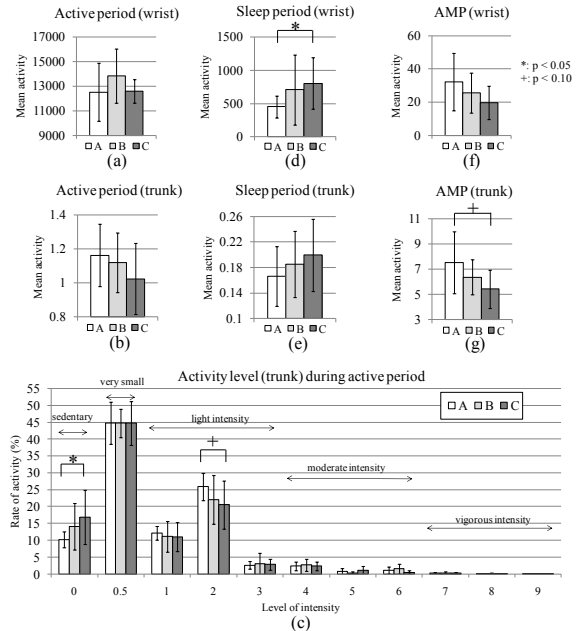 Active period (wrist)
Mean activity
15000
14000
13000
12000
11000
10000
9000
A B C
(a)
Sleep period (wrist)
Mean activity
1500
1000
500
0
*
A B C
(d)
AMP (wrist)
Mean activity
60
40
20
0
A B C
(f)
*: p < 0.05
+: p < 0.10
Active period (trunk)
Mean activity
1.4
1.2
1
0.8
A B C
(b)
Sleep period (trunk)
Mean activity
0.26
0.22
0.18
0.14
0.1
A B C
(e)
AMP (trunk)
Mean activity
11
9
7
5
3
+
A B C
(g)
Activity level (trunk) during active period
Rate of activity (%)
55
50
45
40
35
30
25
20
15
10
5
0
sedentary
very small
light intensity
moderate intensity
vigorous intensity
A B C
*
+
0 0.5 1 2 3 4 5 6 7 8 9
Level of intensity
(c)